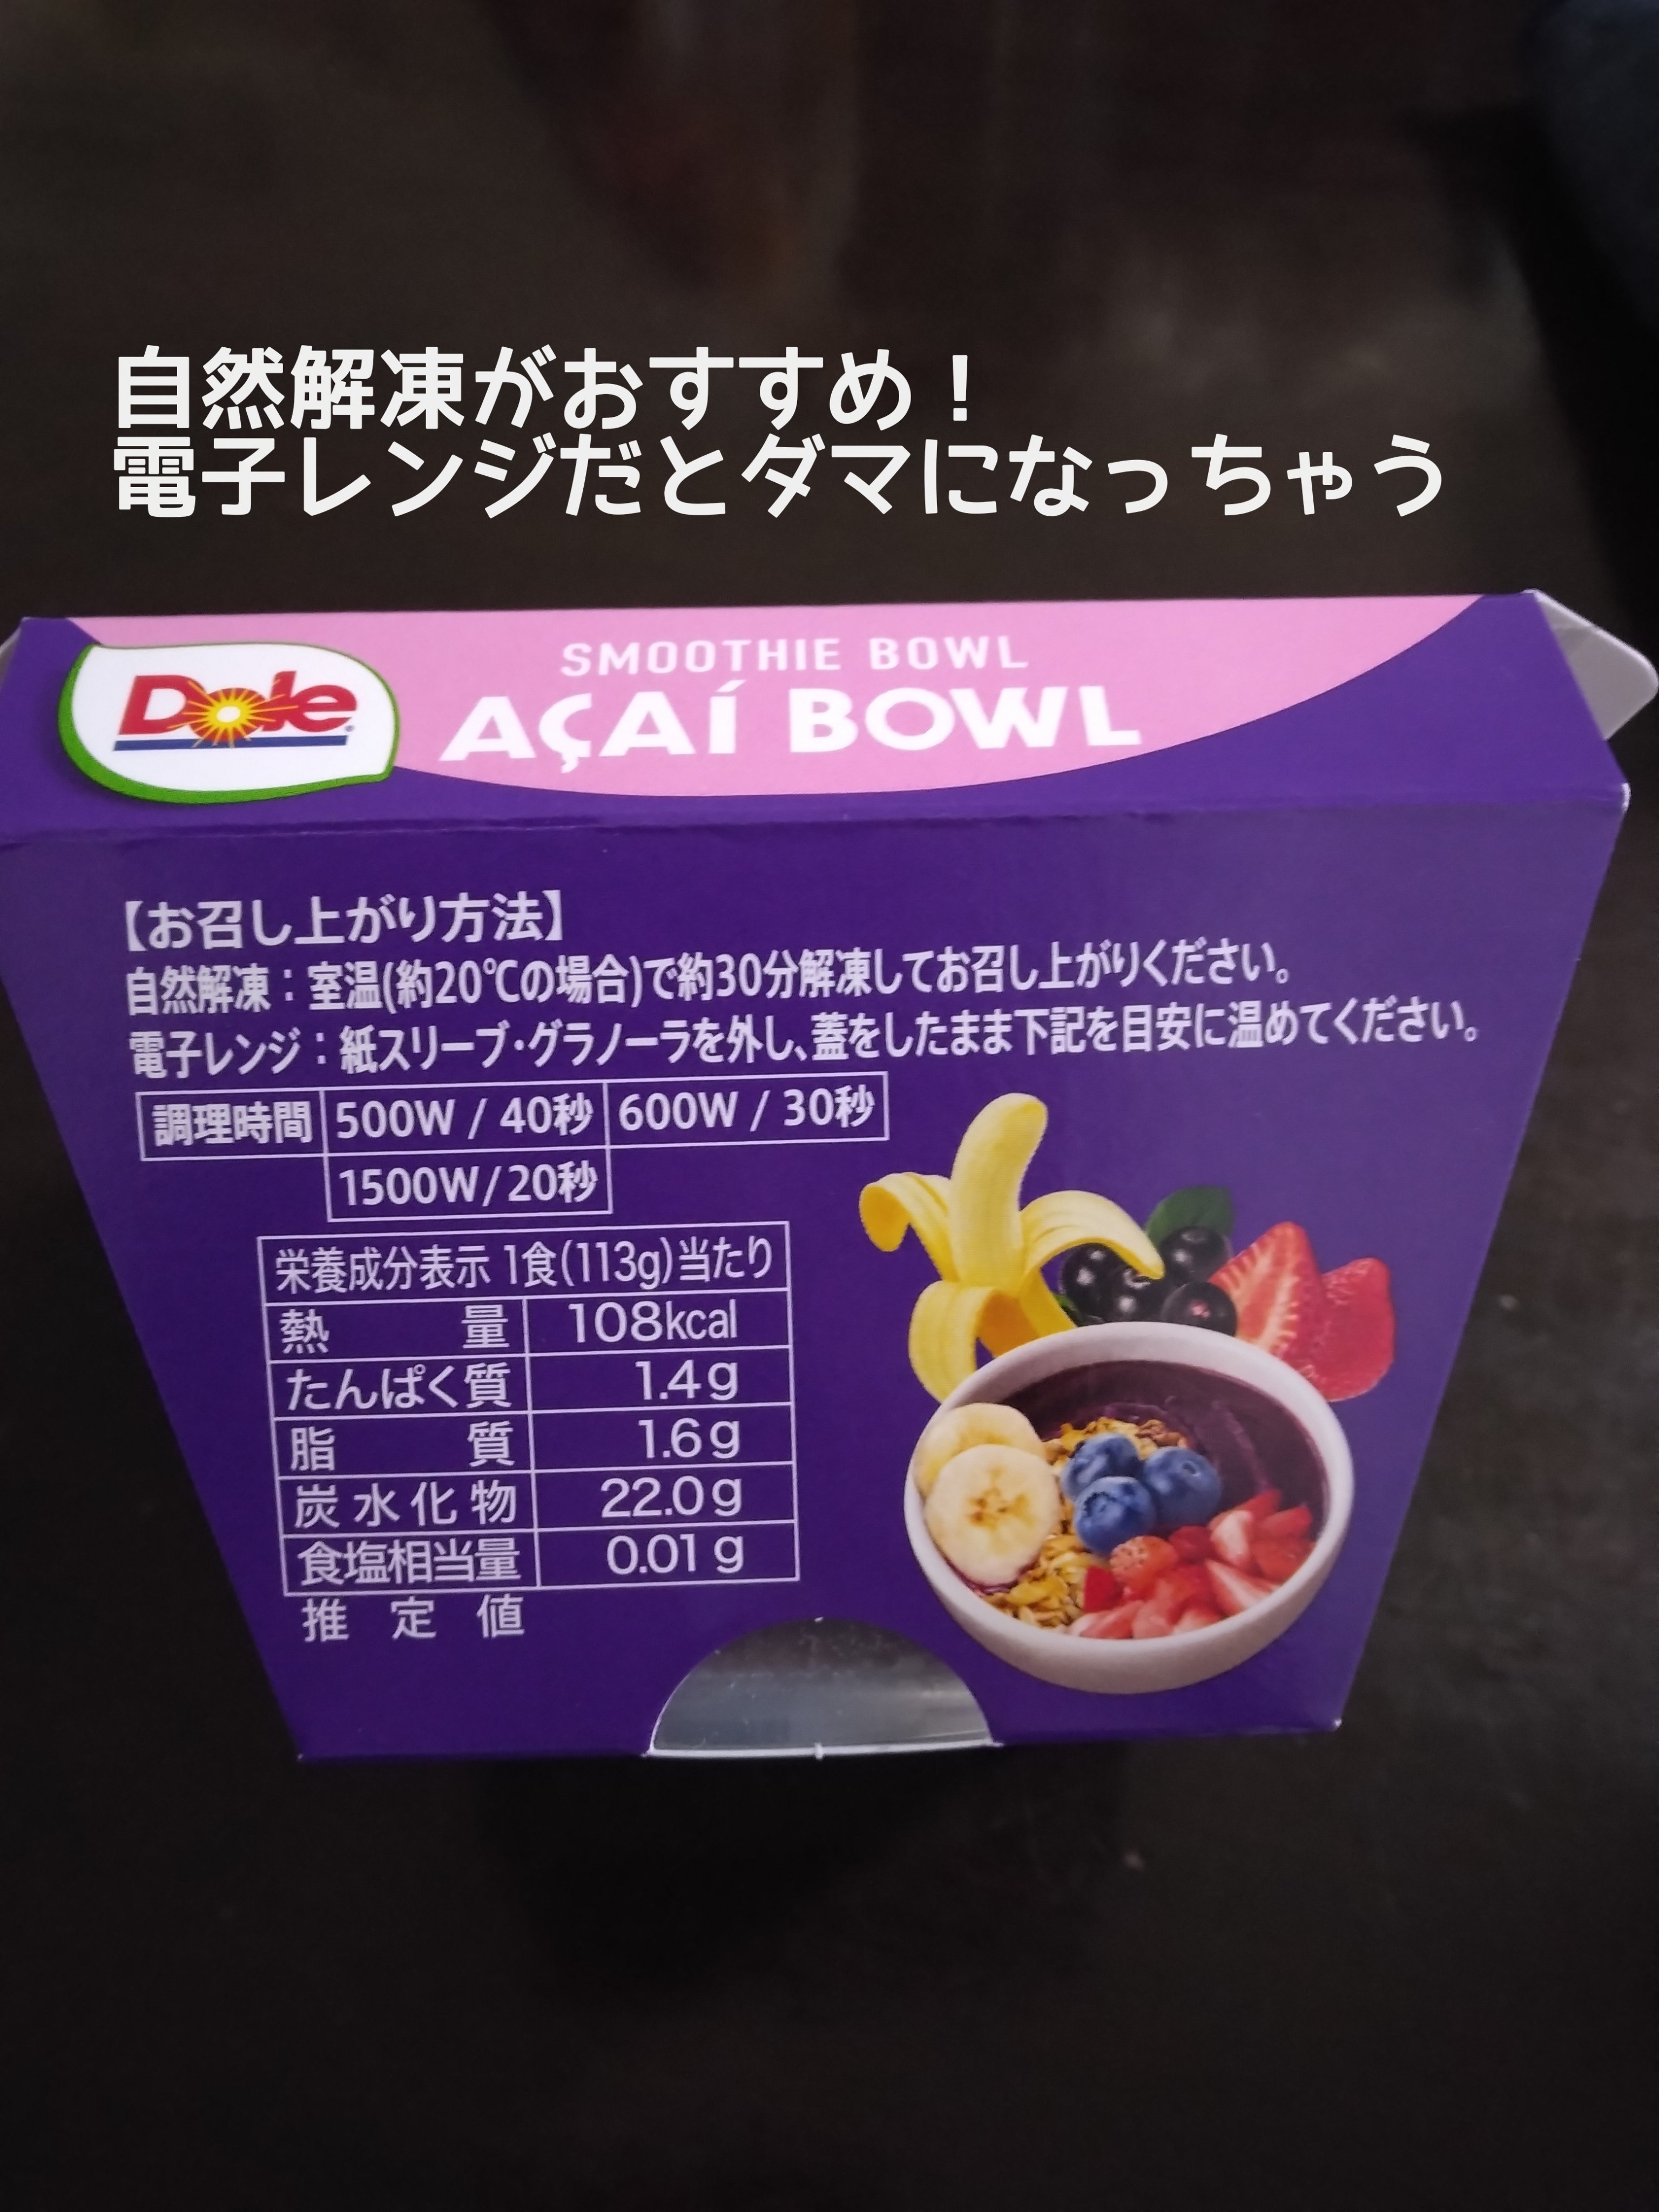 自然解凍がおすすめ！
電子レンジだとダマになっちゃう
Dole
SMOOTHIE BOWL
AÇAÍ BOWL
【お召し上がり方法】
自然解凍：室温(約20℃の場合)で約30分解凍してお召し上がりください。
電子レンジ：紙スリーブ・グラノーラを外し、蓋をしたまま下記を目安に温めてください。
調理時間 500W / 40秒 600W / 30秒
1500W/20秒
栄養成分表示 1食(113g)当たり
熱量 108kcal
たんぱく質 1.4g
脂質 1.6g
炭水化物 22.0g
食塩相当量 0.01g
推定値